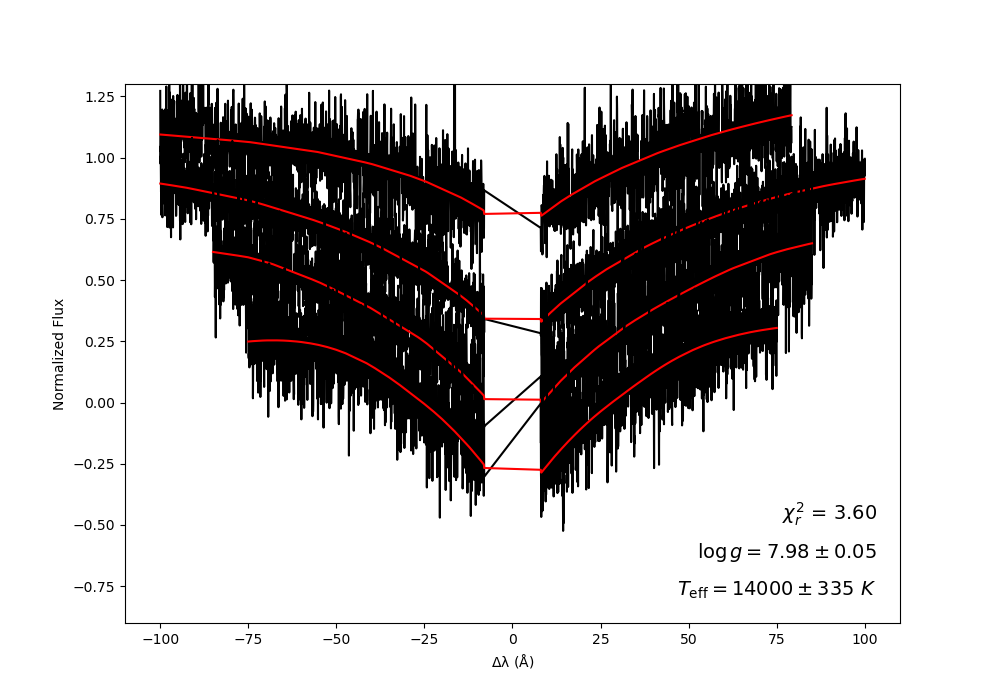 1.25
1.00
0.75
0.50
0.25
0.00
−0.25
−0.50
−0.75
Normalized Flux
χ²ᵣ = 3.60
log g = 7.98 ± 0.05
T_eff = 14000 ± 335 K
−100 −75 −50 −25 0 25 50 75 100
Δλ (Å)